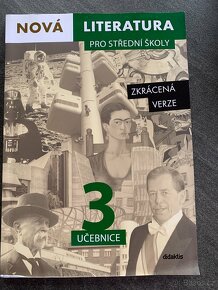 NOVÁ LITERATURA
PRO STŘEDNÍ ŠKOLY
ZKRÁCENÁ
VERZE
3
UČEBNICE
didaktis